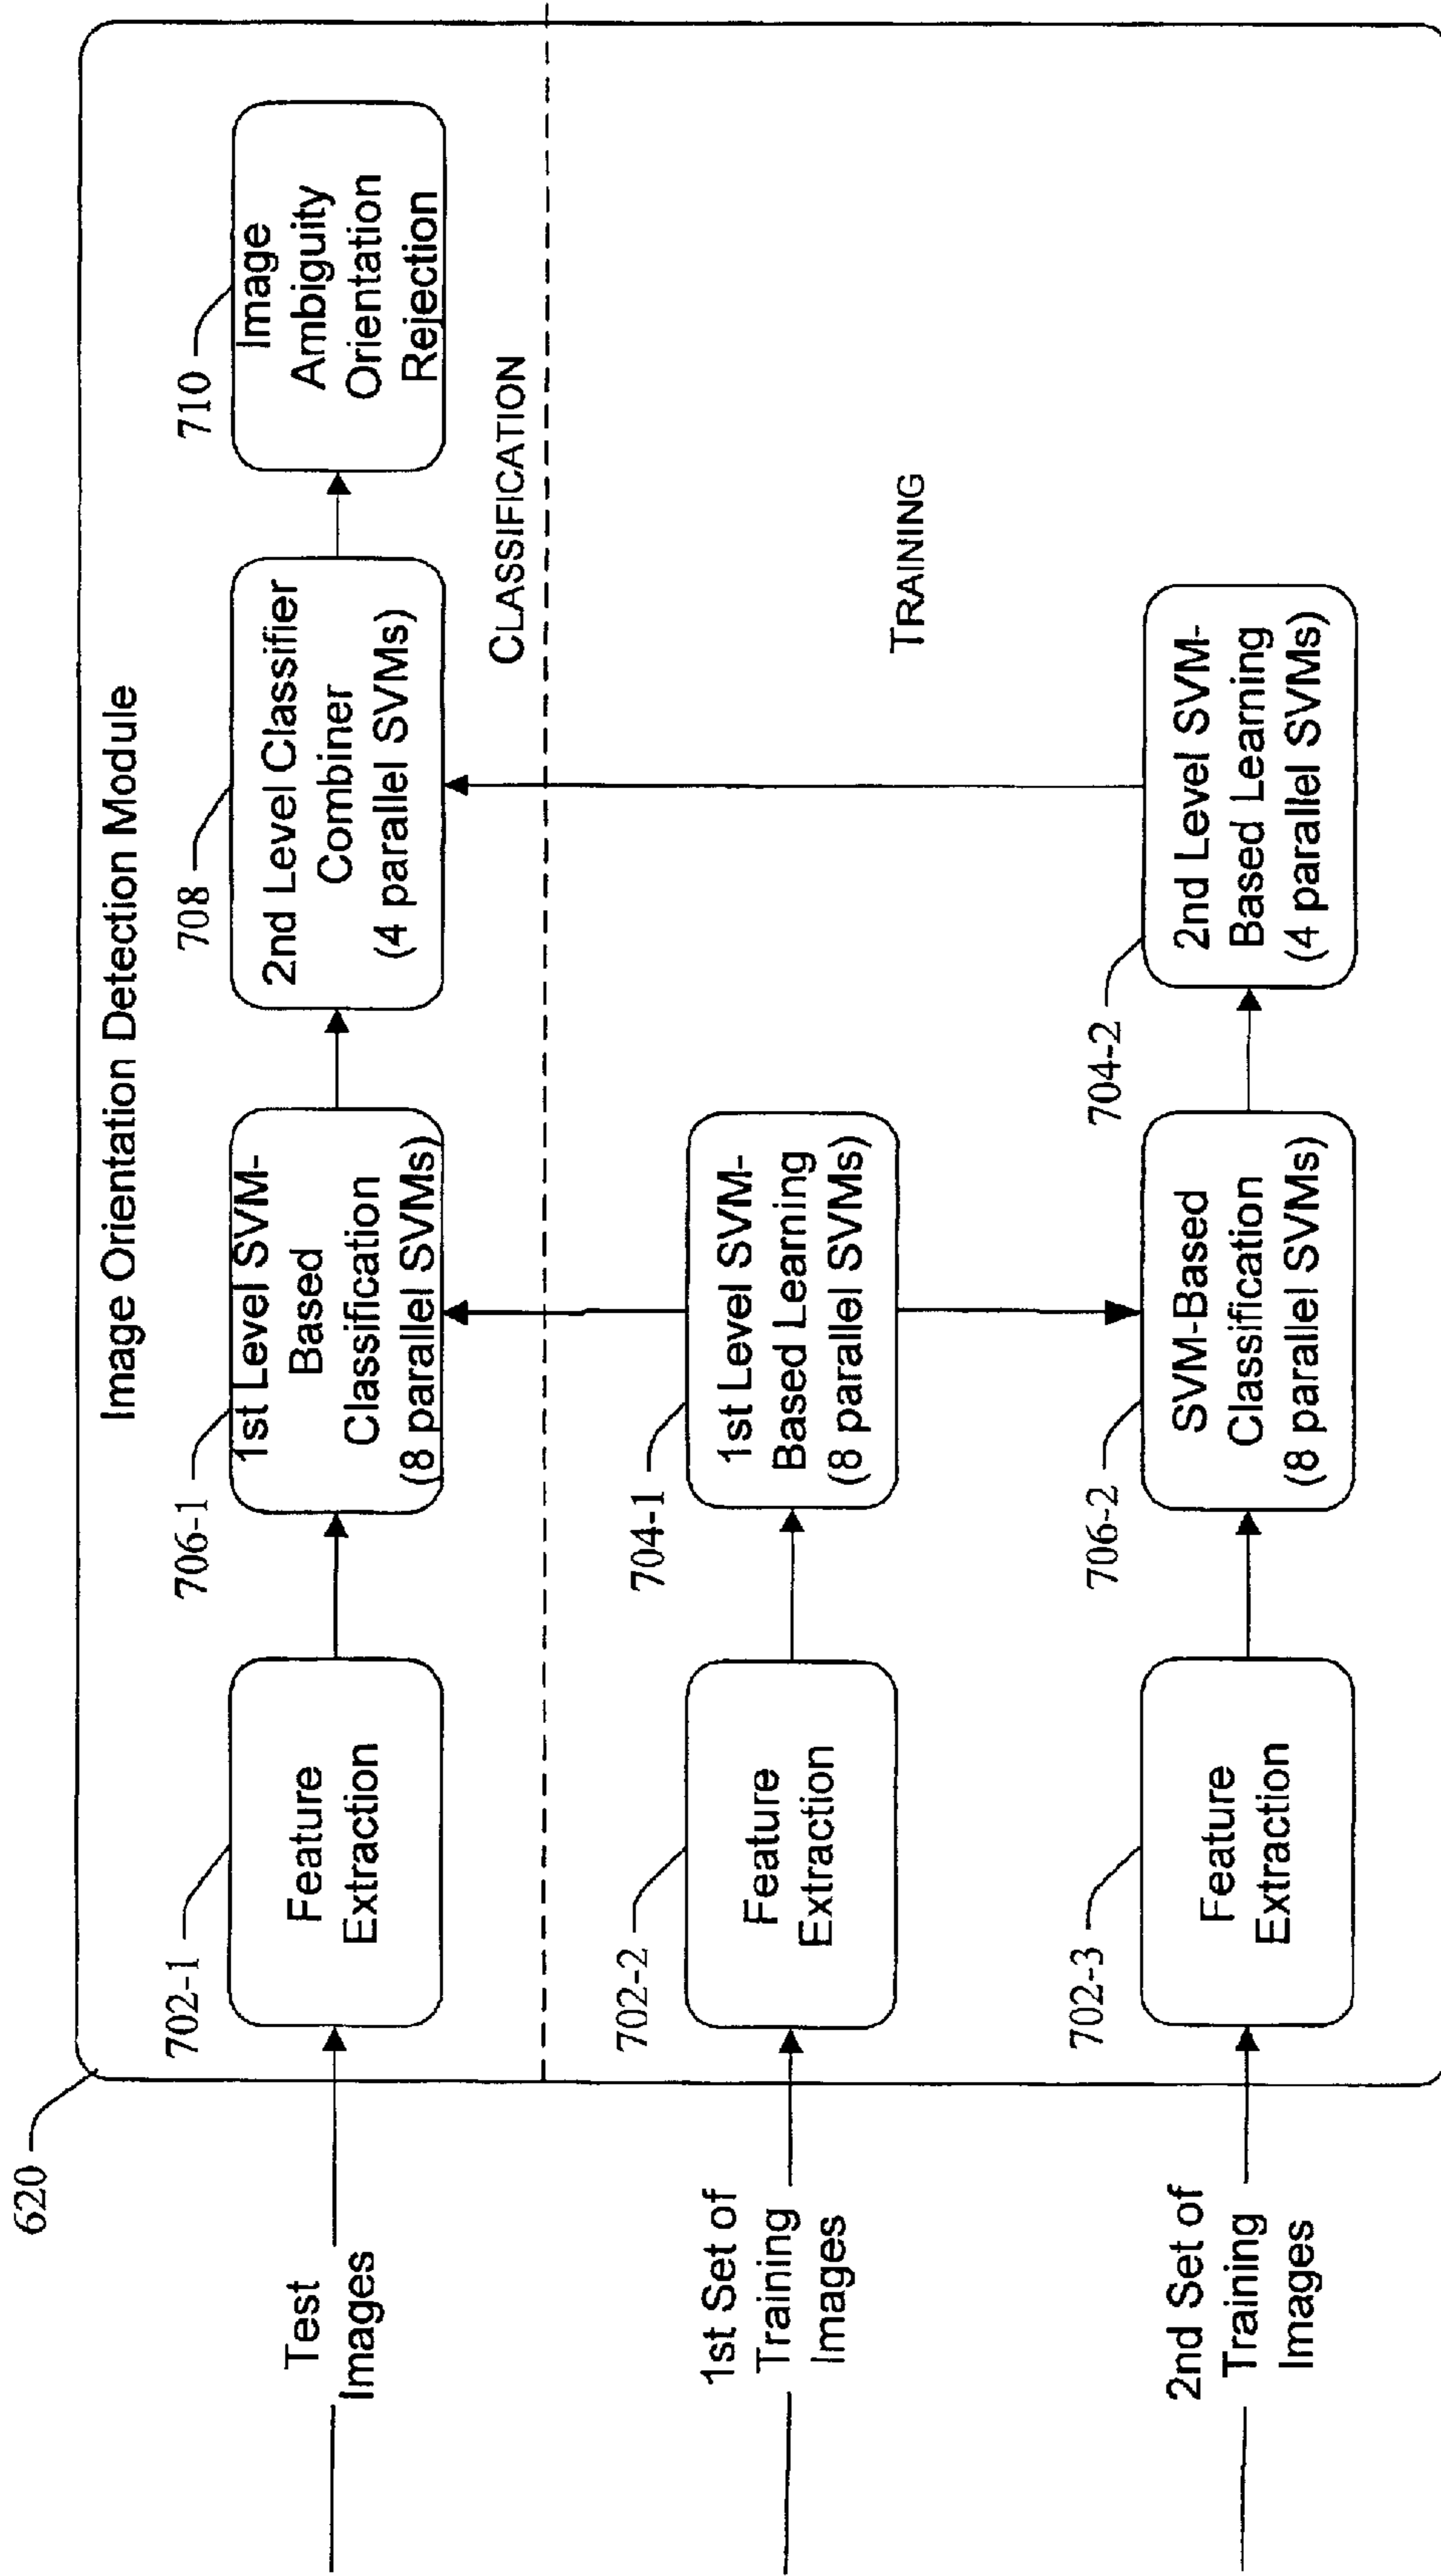 620
Image Orientation Detection Module
Test
Images
702-1
Feature
Extraction
706-1
1st Level SVM-
Based
Classification
(8 parallel SVMs)
708
2nd Level Classifier
Combiner
(4 parallel SVMs)
710
Image
Ambiguity
Orientation
Rejection
CLASSIFICATION
TRAINING
1st Set of
Training
Images
702-2
Feature
Extraction
704-1
1st Level SVM-
Based Learning
(8 parallel SVMs)
2nd Set of
Training
Images
702-3
Feature
Extraction
706-2
SVM-Based
Classification
(8 parallel SVMs)
704-2
2nd Level SVM-
Based Learning
(4 parallel SVMs)